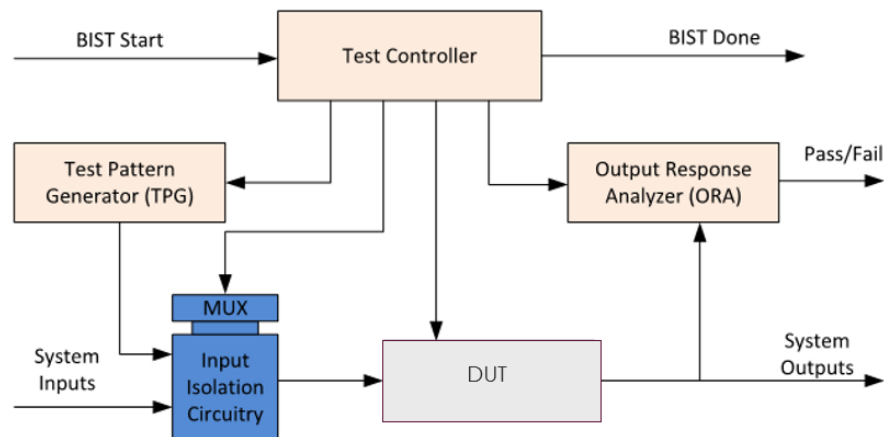 BIST Start
Test Controller
BIST Done
Test Pattern
Generator (TPG)
Output Response
Analyzer (ORA)
Pass/Fail
MUX
System
Inputs
Input
Isolation
Circuitry
DUT
System
Outputs